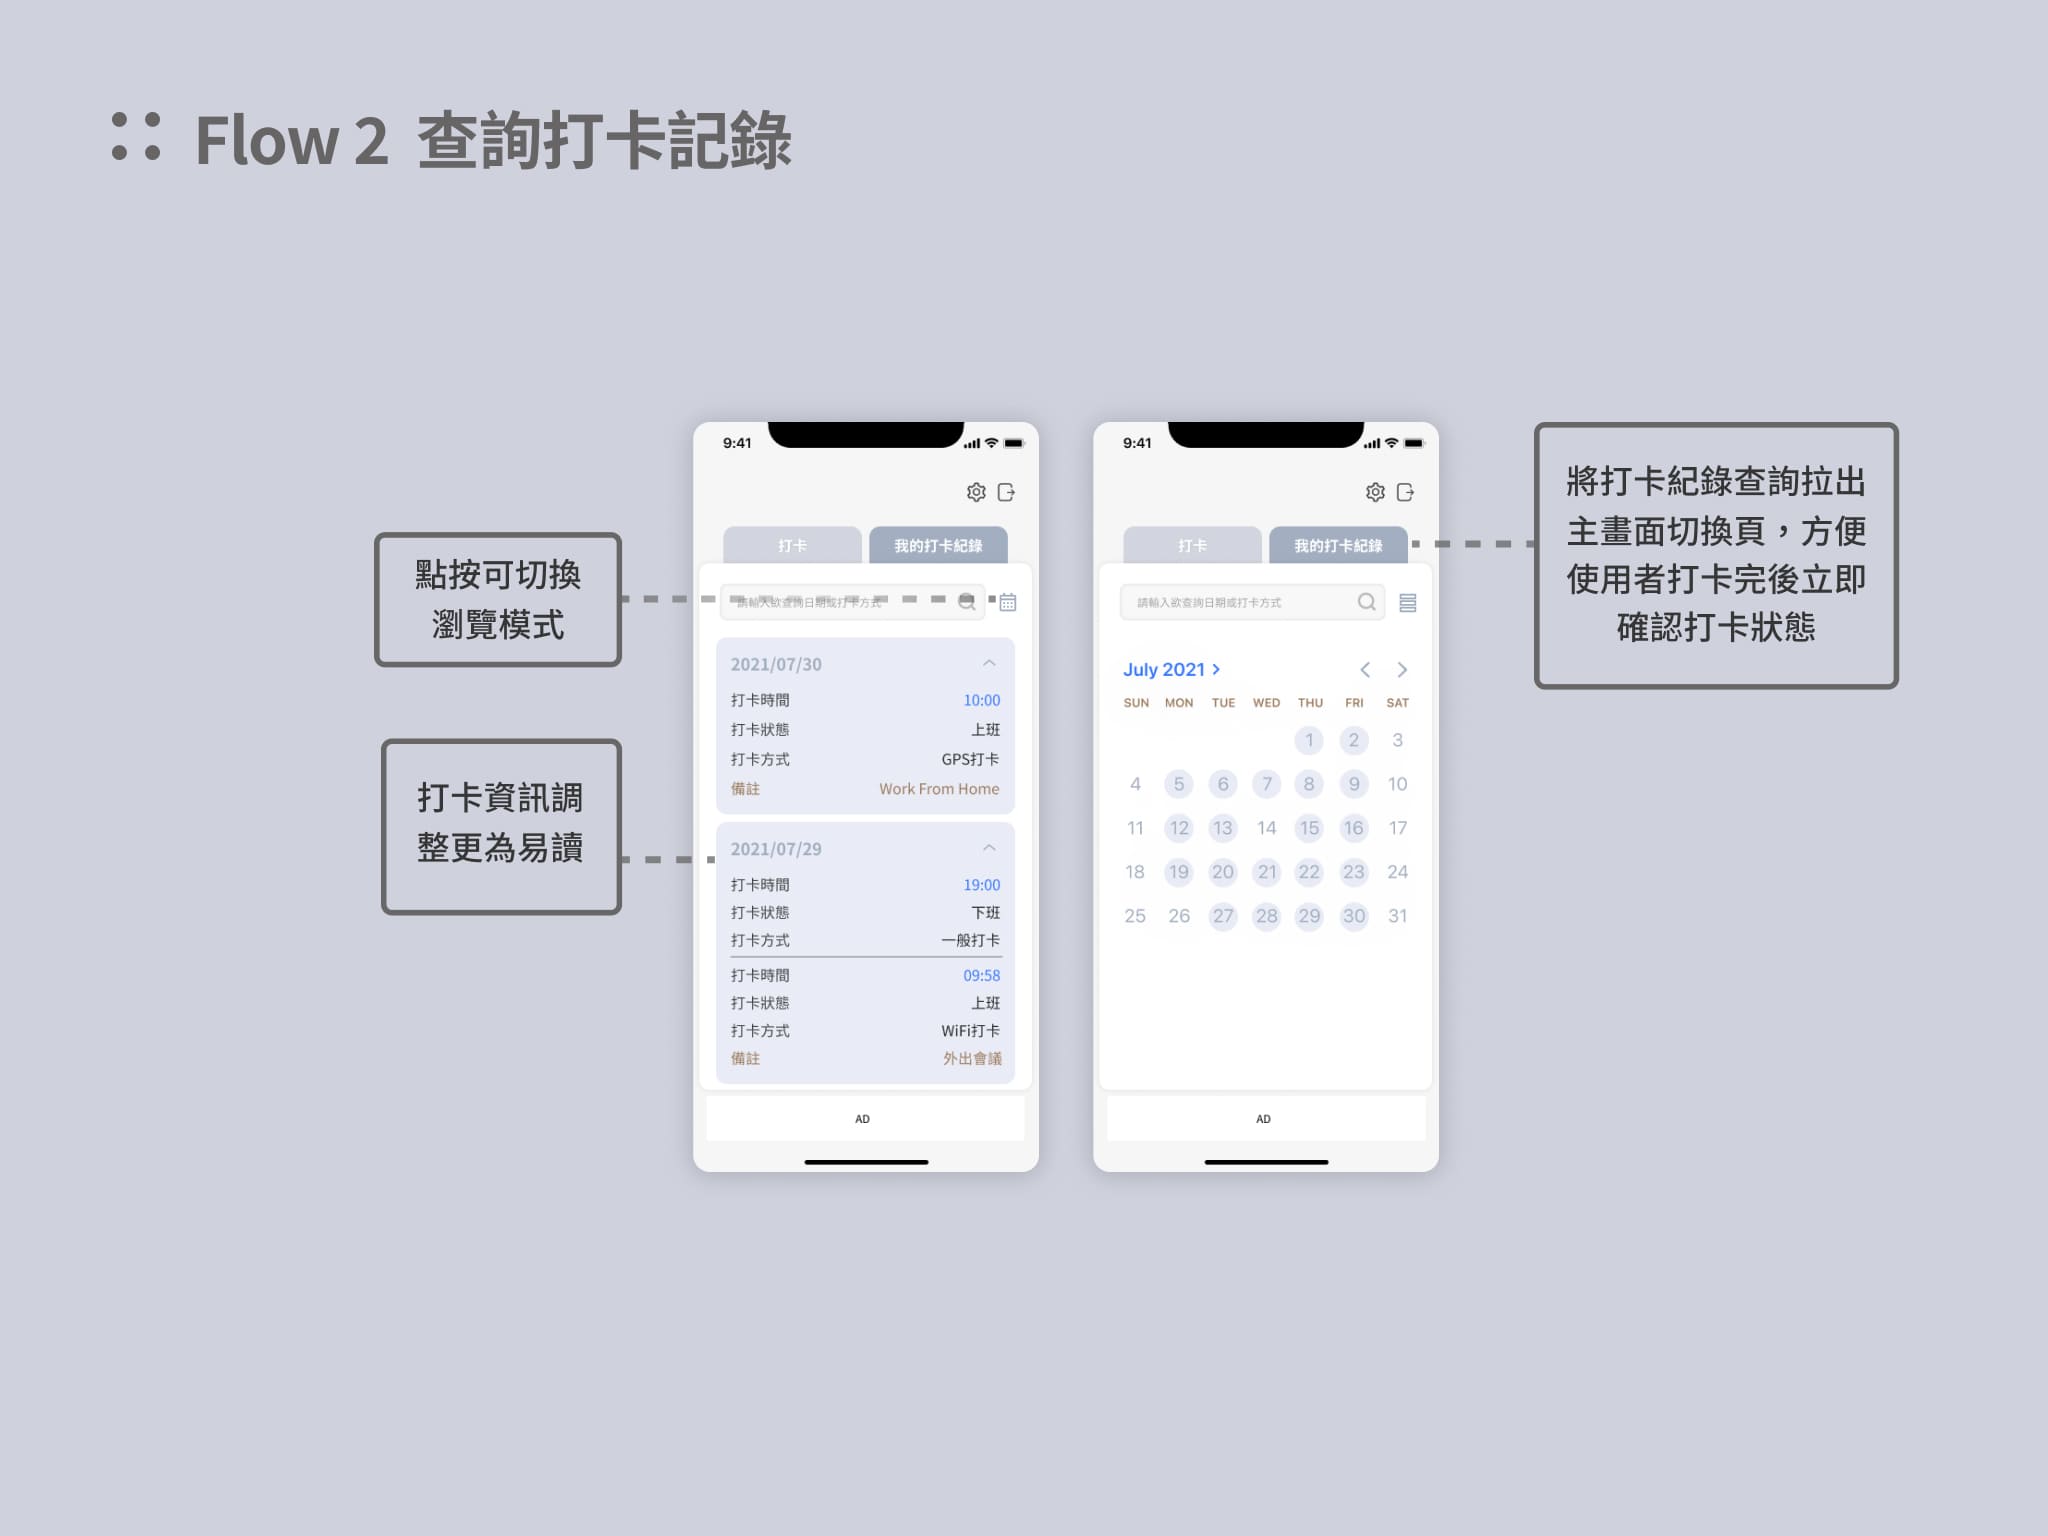 Flow 2 查詢打卡記錄
點按可切換
瀏覽模式
打卡資訊調
整更為易讀
9:41
打卡
我的打卡紀錄
請輸入欲查詢日期或打卡方式
2021/07/30
打卡時間 10:00
打卡狀態 上班
打卡方式 GPS打卡
備註 Work From Home
2021/07/29
打卡時間 19:00
打卡狀態 下班
打卡方式 一般打卡
打卡時間 09:58
打卡狀態 上班
打卡方式 WiFi打卡
備註 外出會議
AD
9:41
打卡
我的打卡紀錄
請輸入欲查詢日期或打卡方式
July 2021
SUN MON TUE WED THU FRI SAT
1 2 3
4 5 6 7 8 9 10
11 12 13 14 15 16 17
18 19 20 21 22 23 24
25 26 27 28 29 30 31
AD
將打卡紀錄查詢拉出
主畫面切換頁，方便
使用者打卡完後立即
確認打卡狀態